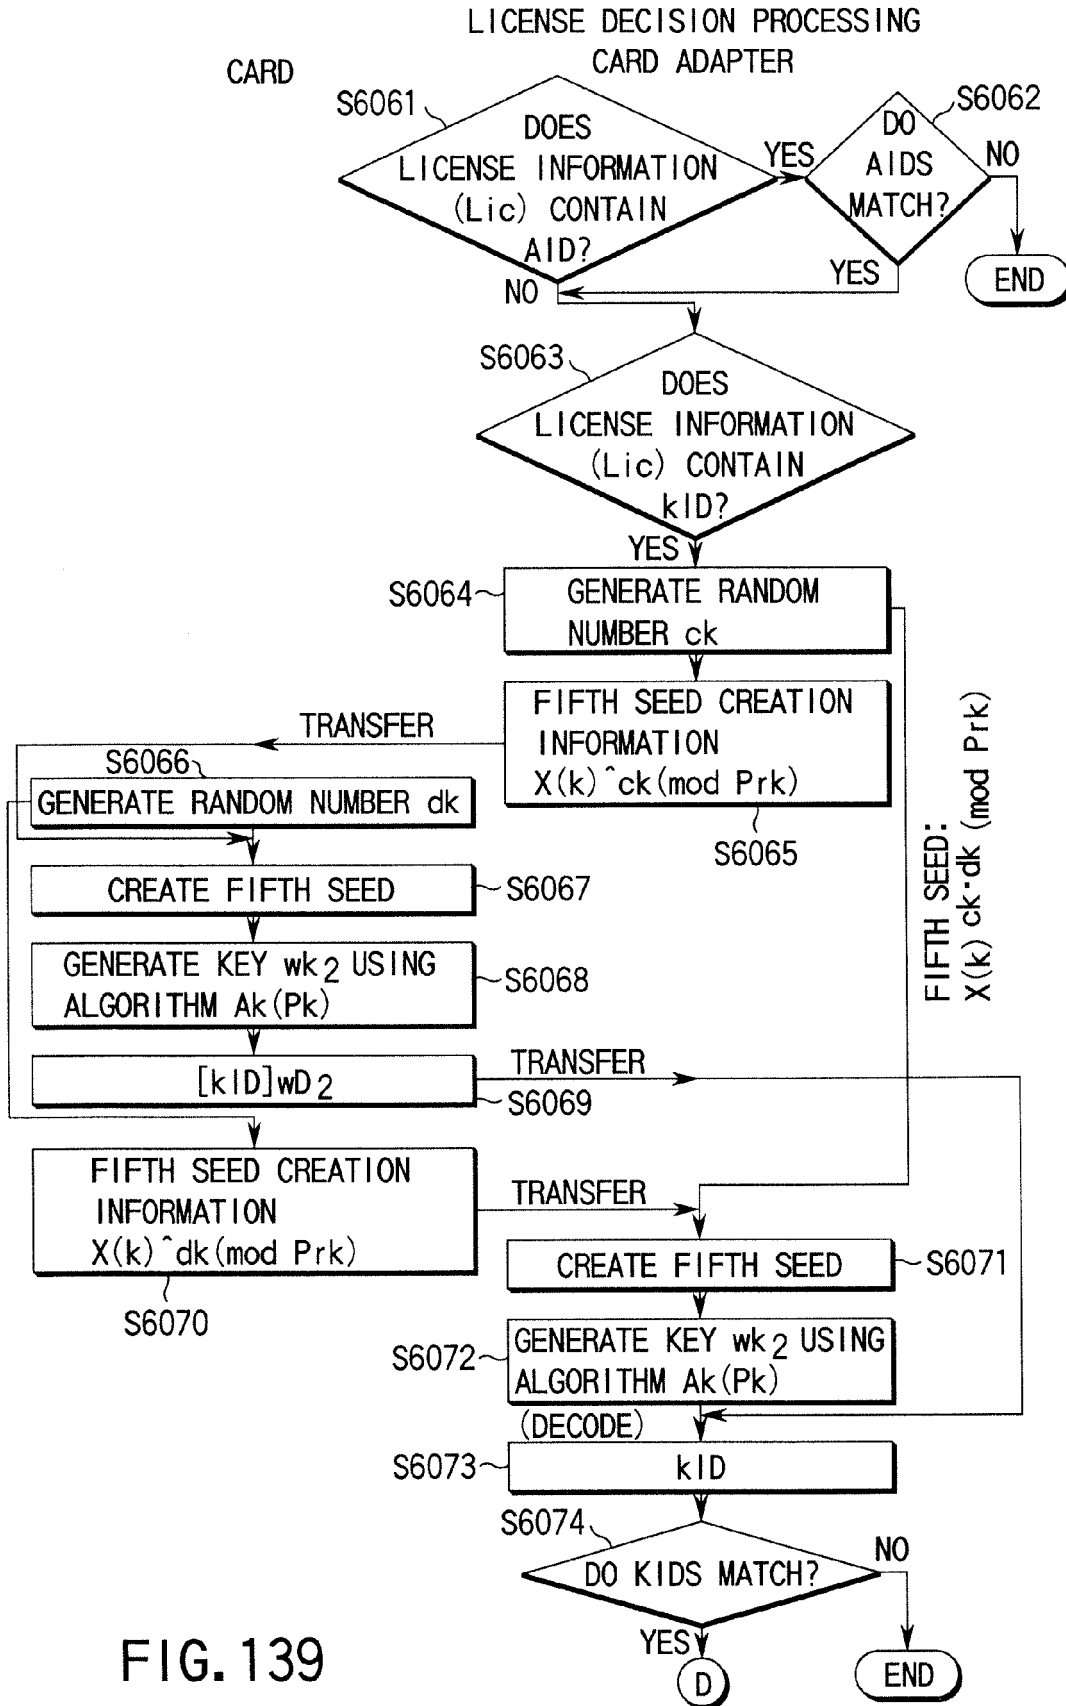 LICENSE DECISION PROCESSING
CARD
CARD ADAPTER
S6061
DOES
LICENSE INFORMATION
(Lic) CONTAIN
AID?
YES
NO
S6062
DO
AIDS
MATCH?
NO
YES
END
S6063
DOES
LICENSE INFORMATION
(Lic) CONTAIN
kID?
YES
S6064
GENERATE RANDOM
NUMBER ck
FIFTH SEED CREATION
INFORMATION
X(k)^ck(mod Prk)
S6065
TRANSFER
S6066
GENERATE RANDOM NUMBER dk
CREATE FIFTH SEED
S6067
GENERATE KEY wk2 USING
ALGORITHM Ak(Pk)
S6068
[kID]wD2
S6069
TRANSFER
FIFTH SEED:
X(k) ck·dk (mod Prk)
FIFTH SEED CREATION
INFORMATION
X(k)^dk(mod Prk)
S6070
TRANSFER
CREATE FIFTH SEED
S6071
S6072
GENERATE KEY wk2 USING
ALGORITHM Ak(Pk)
(DECODE)
S6073
kID
S6074
DO KIDS MATCH?
NO
YES
D
END
FIG. 139